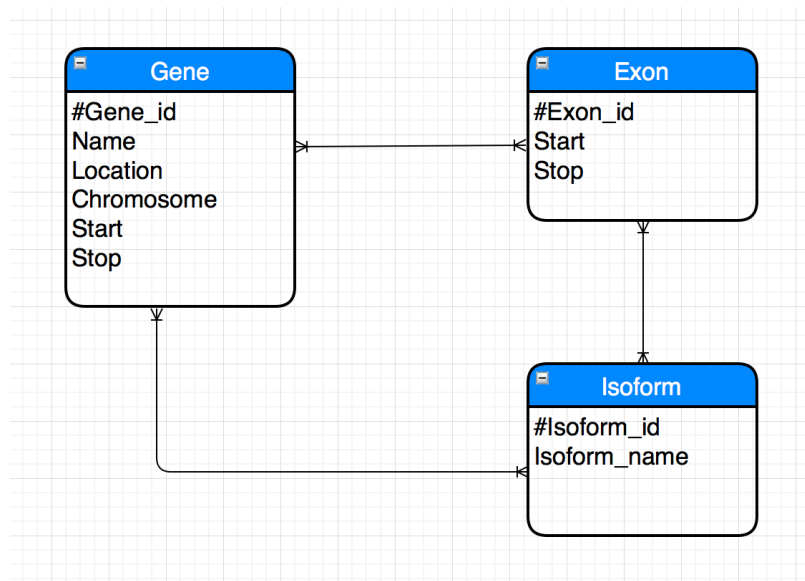 Gene
#Gene_id
Name
Location
Chromosome
Start
Stop
Exon
#Exon_id
Start
Stop
Isoform
#Isoform_id
Isoform_name